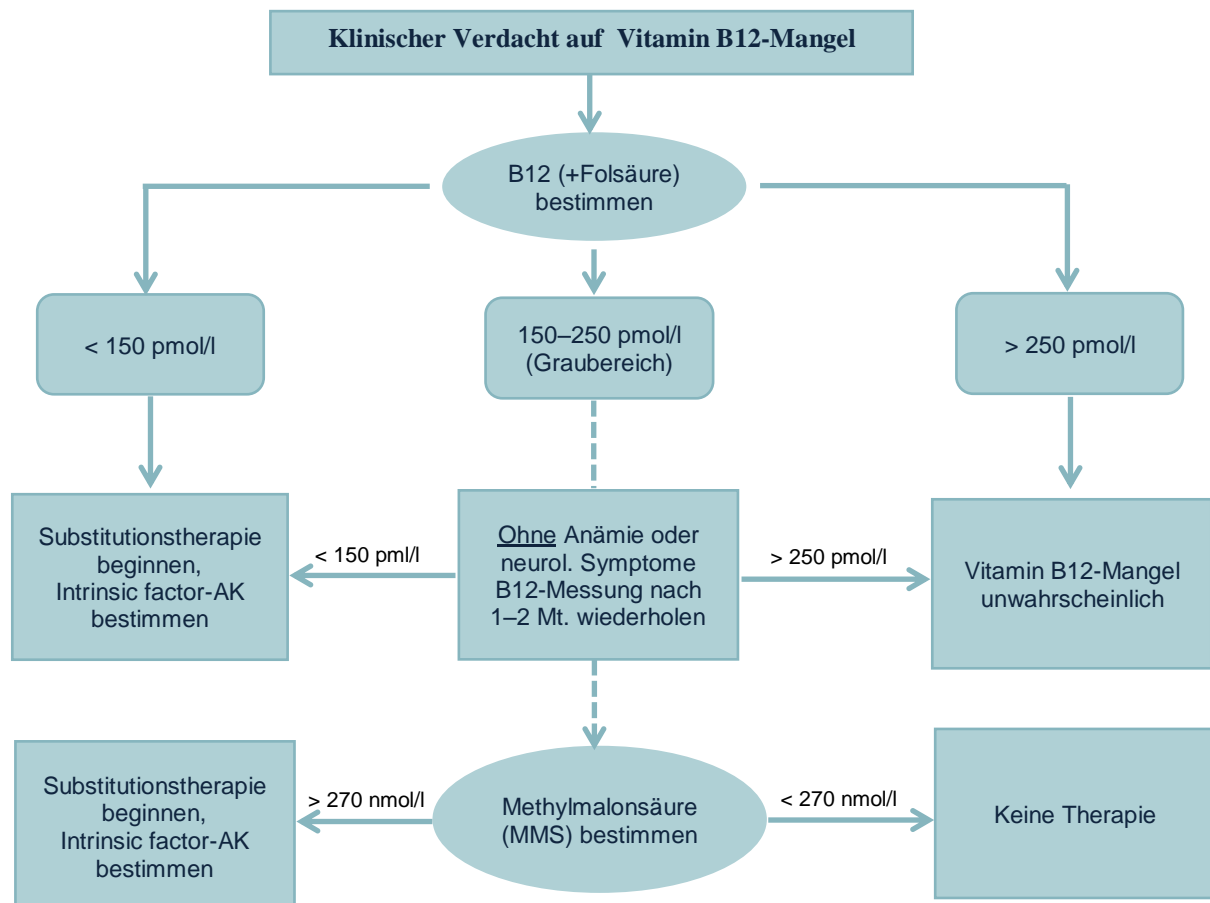 Klinischer Verdacht auf Vitamin B12-Mangel
B12 (+Folsäure)
bestimmen
< 150 pmol/l
150–250 pmol/l
(Graubereich)
> 250 pmol/l
Substitutionstherapie
beginnen,
Intrinsic factor-AK
bestimmen
< 150 pml/l
Ohne Anämie oder
neurol. Symptome
B12-Messung nach
1–2 Mt. wiederholen
> 250 pmol/l
Vitamin B12-Mangel
unwahrscheinlich
Substitutionstherapie
beginnen,
Intrinsic factor-AK
bestimmen
> 270 nmol/l
Methylmalonsäure
(MMS) bestimmen
< 270 nmol/l
Keine Therapie